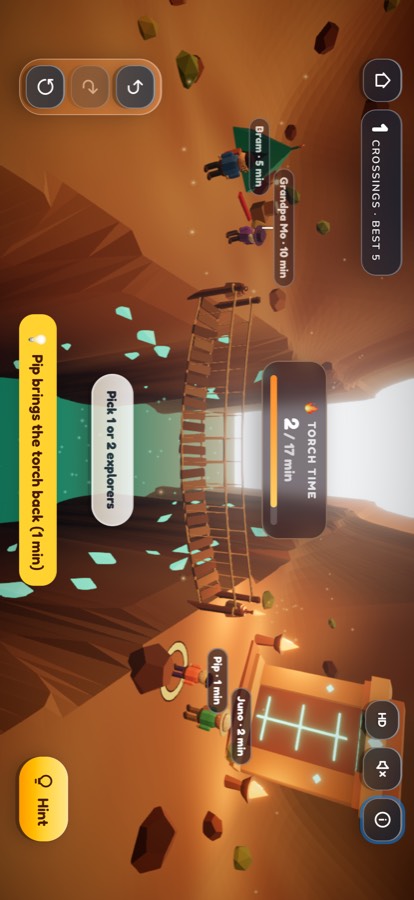 1 CROSSINGS · BEST 5
HD
🔥 TORCH TIME
2 / 17 min
Grandpa Mo · 10 min
Bram · 5 min
Juno · 2 min
Pip · 1 min
Pick 1 or 2 explorers
💡 Pip brings the torch back (1 min)
Hint